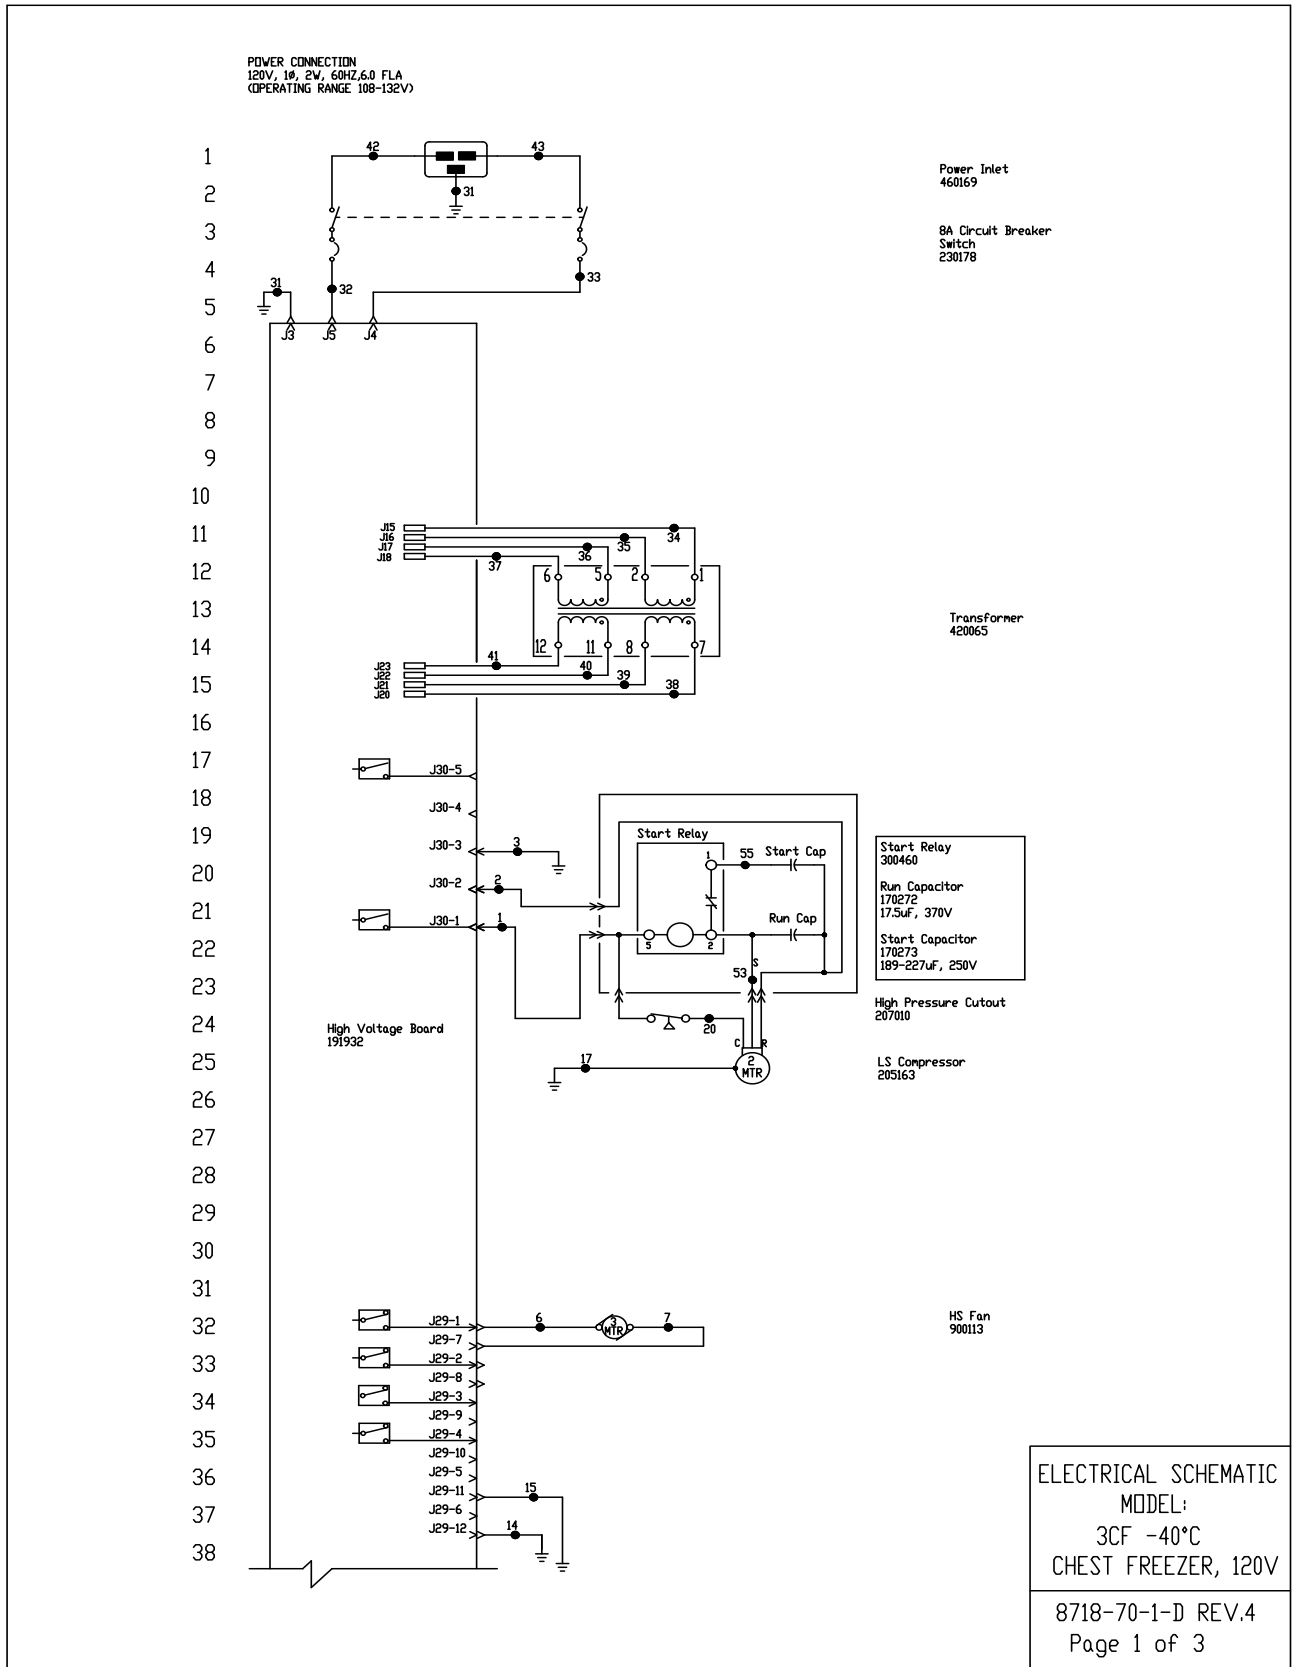 POWER CONNECTION
120V, 1Ø, 2W, 60HZ,6.0 FLA
(OPERATING RANGE 108-132V)
1
42
43
Power Inlet
460169
2
31
3
8A Circuit Breaker
Switch
230178
4
31
32
33
5
J3
J5
J4
6
7
8
9
10
11
J15
J16
J17
J18
34
35
36
37
12
6
5
2
1
13
Transformer
420065
14
12
11
8
7
41
40
39
38
J23
J22
J21
J20
15
16
17
J30-5
18
J30-4
19
J30-3
3
Start Relay
1
55
Start Cap
Start Relay
300460
20
J30-2
2
Run Capacitor
170272
17.5uF, 370V
21
J30-1
1
5
2
Run Cap
Start Capacitor
170273
189-227uF, 250V
22
S
53
23
High Pressure Cutout
207010
24
High Voltage Board
191932
20
C
R
25
17
2
MTR
LS Compressor
205163
26
27
28
29
30
31
32
J29-1
6
3
MTR
7
HS Fan
900113
J29-7
33
J29-2
J29-8
34
J29-3
J29-9
35
J29-4
J29-10
36
J29-5
J29-11
15
37
J29-6
J29-12
14
38
ELECTRICAL SCHEMATIC
MODEL:
3CF -40°C
CHEST FREEZER, 120V
8718-70-1-D REV.4
Page 1 of 3